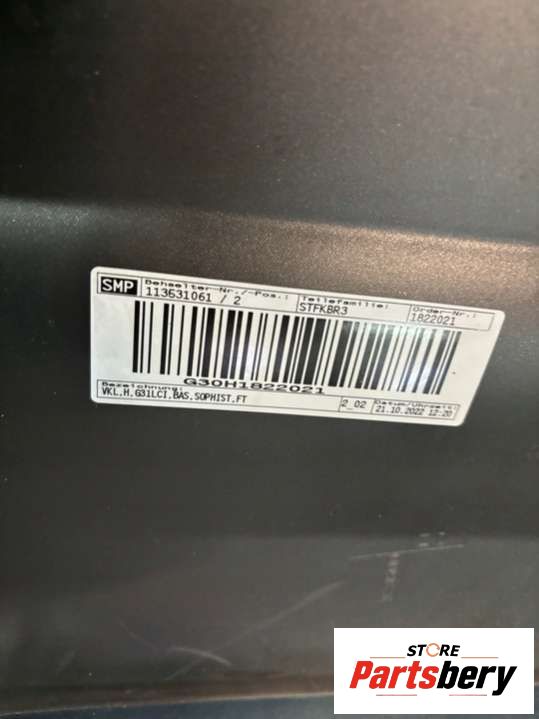 SMP
Behaelter-Nr./-Pos.:
113631061 / 2
Teilefamilie:
STFKBR3
Order-Nr.:
1822021
G30H1822021
Bezeichnung:
VKL,H,G31LCI,BAS,SOPHIST,FT
2_02
Datum/Uhrzeit:
21.10.2022 12:20
STORE
Partsbery